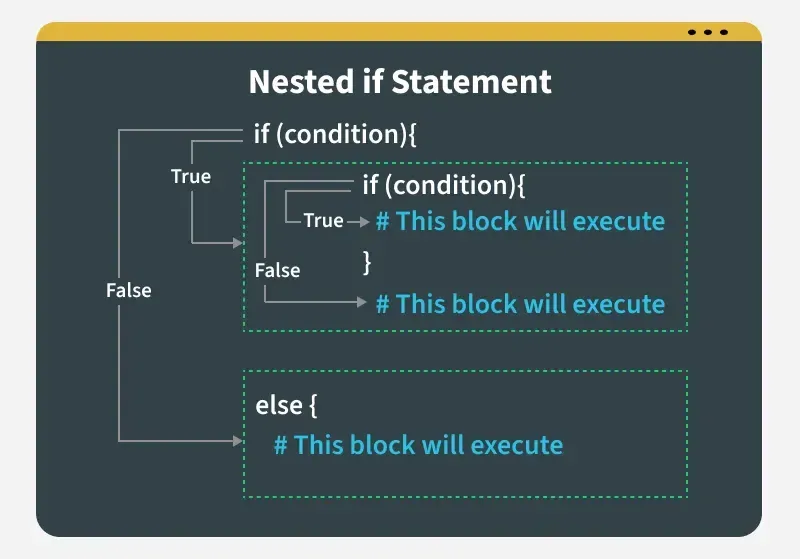 Nested if Statement
if (condition){
True
if (condition){
True
# This block will execute
}
False
# This block will execute
False
else {
# This block will execute